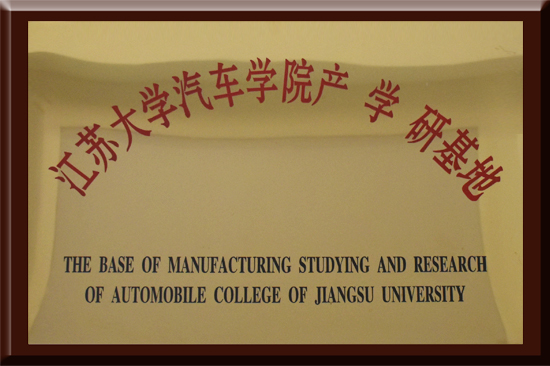 江苏大学汽车学院产 学 研基地
THE BASE OF MANUFACTURING STUDYING AND RESEARCH
OF AUTOMOBILE COLLEGE OF JIANGSU UNIVERSITY